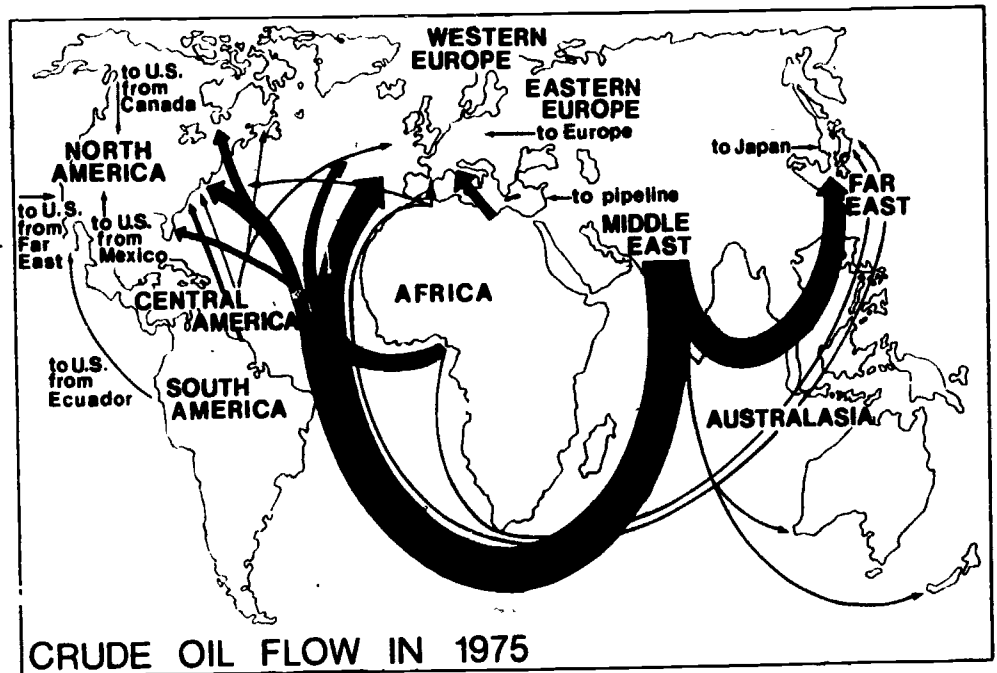 WESTERN
EUROPE
EASTERN
EUROPE
to U.S.
from
Canada
to Europe
NORTH
AMERICA
to Japan
FAR
EAST
to pipeline
to U.S.
from
Far
East
to U.S.
from
Mexico
MIDDLE
EAST
AFRICA
CENTRAL
AMERICA
to U.S.
from
Ecuador
SOUTH
AMERICA
AUSTRALASIA
CRUDE OIL FLOW IN 1975